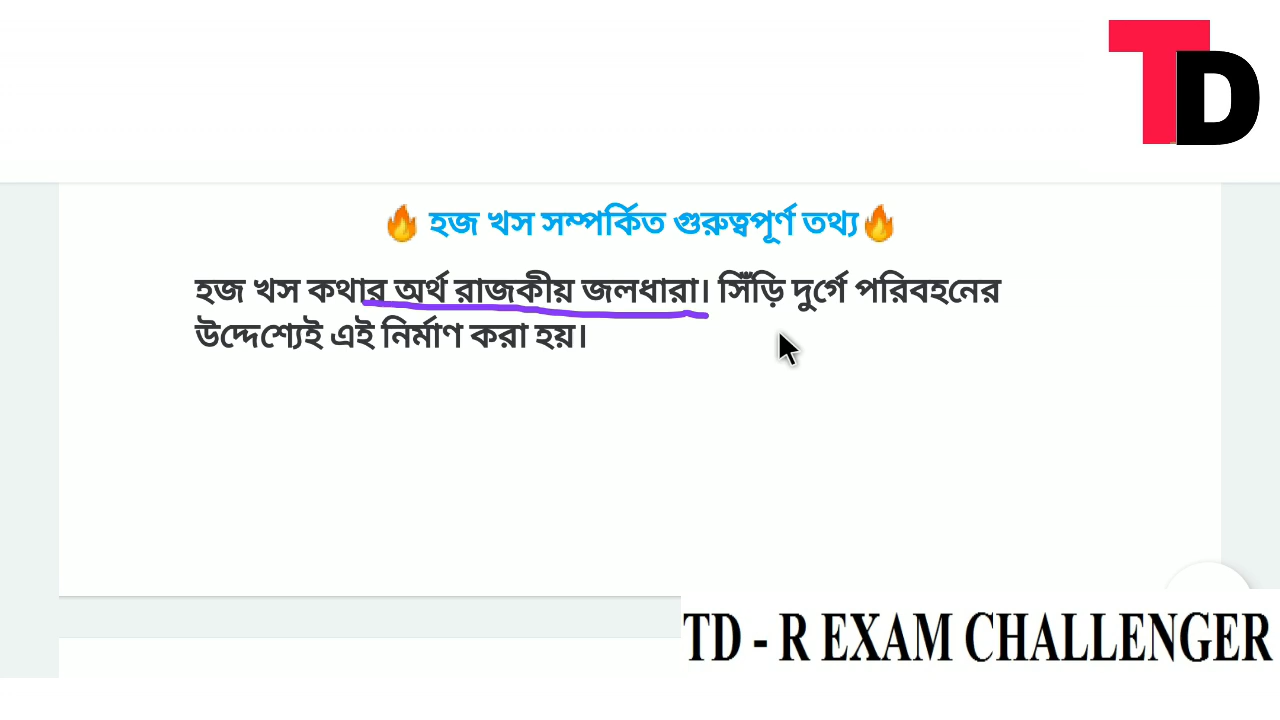 TD
🔥 হজ খস সম্পর্কিত গুরুত্বপূর্ণ তথ্য🔥
হজ খস কথার অর্থ রাজকীয় জলধারা। সিঁড়ি দুর্গে পরিবহনের
উদ্দেশ্যেই এই নির্মাণ করা হয়।
TD - R EXAM CHALLENGER